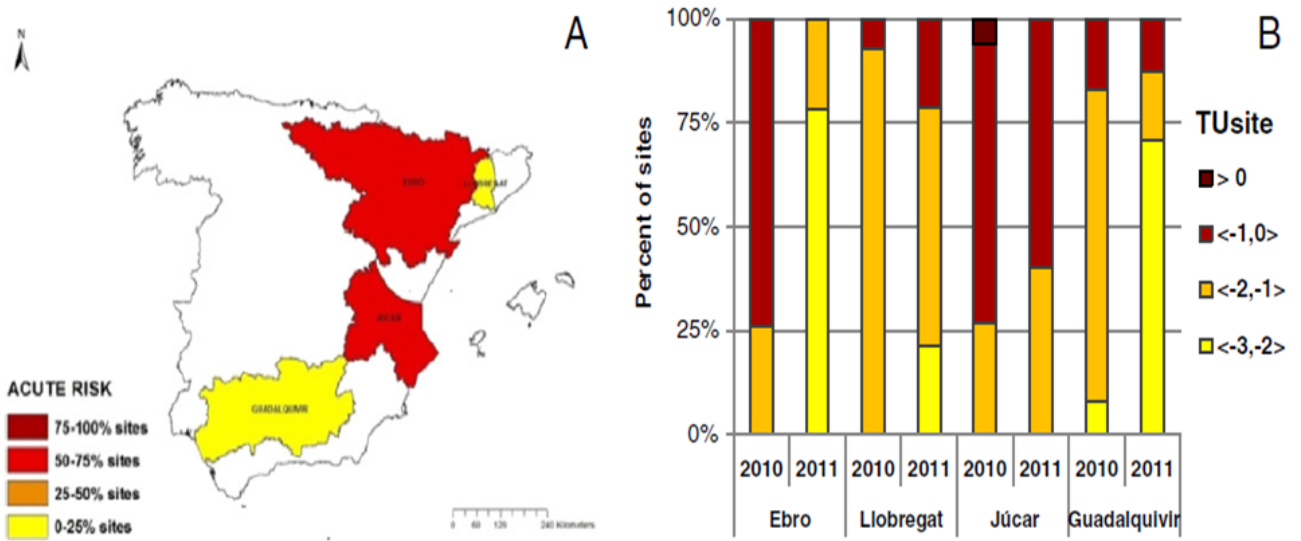 N
A
EBRO
JÚCAR
GUADALQUIVIR
ACUTE RISK
75-100% sites
50-75% sites
25-50% sites
0-25% sites
0 60 120 240 Kilometers
B
Percent of sites
100%
75%
50%
25%
0%
2010 2011 2010 2011 2010 2011 2010 2011
Ebro Llobregat Júcar Guadalquivir
TUsite
> 0
<-1,0>
<-2,-1>
<-3,-2>